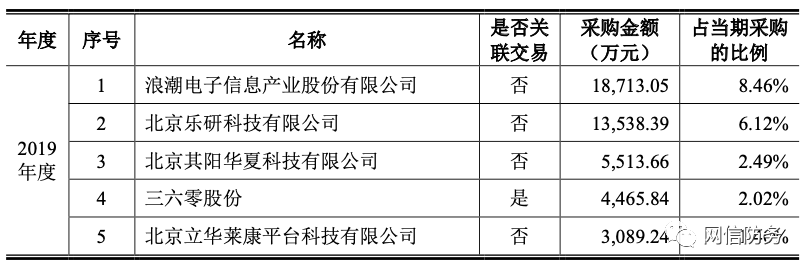 年度 序号 名称 是否关联交易 采购金额（万元） 占当期采购的比例
2019年度 1 浪潮电子信息产业股份有限公司 否 18,713.05 8.46%
2 北京乐研科技有限公司 否 13,538.39 6.12%
3 北京其阳华夏科技有限公司 否 5,513.66 2.49%
4 三六零股份 是 4,465.84 2.02%
5 北京立华莱康平台科技有限公司 否 3,089.24
网信防务